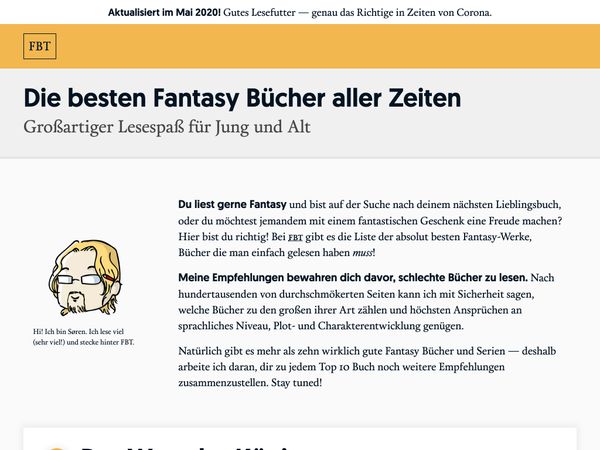 Aktualisiert im Mai 2020! Gutes Lesefutter — genau das Richtige in Zeiten von Corona.
FBT
Die besten Fantasy Bücher aller Zeiten
Großartiger Lesespaß für Jung und Alt
Du liest gerne Fantasy und bist auf der Suche nach deinem nächsten Lieblingsbuch,
oder du möchtest jemandem mit einem fantastischen Geschenk eine Freude machen?
Hier bist du richtig! Bei FBT gibt es die Liste der absolut besten Fantasy-Werke,
Bücher die man einfach gelesen haben muss!
Meine Empfehlungen bewahren dich davor, schlechte Bücher zu lesen. Nach
hundertausenden von durchschmökerten Seiten kann ich mit Sicherheit sagen,
welche Bücher zu den großen ihrer Art zählen und höchsten Ansprüchen an
sprachliches Niveau, Plot- und Charakterentwicklung genügen.
Natürlich gibt es mehr als zehn wirklich gute Fantasy Bücher und Serien — deshalb
arbeite ich daran, dir zu jedem Top 10 Buch noch weitere Empfehlungen
zusammenzustellen. Stay tuned!
Hi! Ich bin Søren. Ich lese viel
(sehr viel!) und stecke hinter FBT.